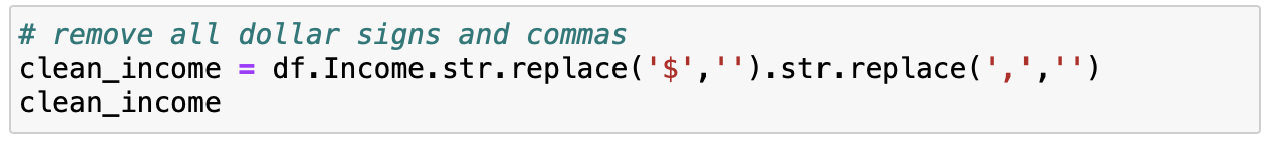 # remove all dollar signs and commas
clean_income = df.Income.str.replace('$','').str.replace(',','')
clean_income